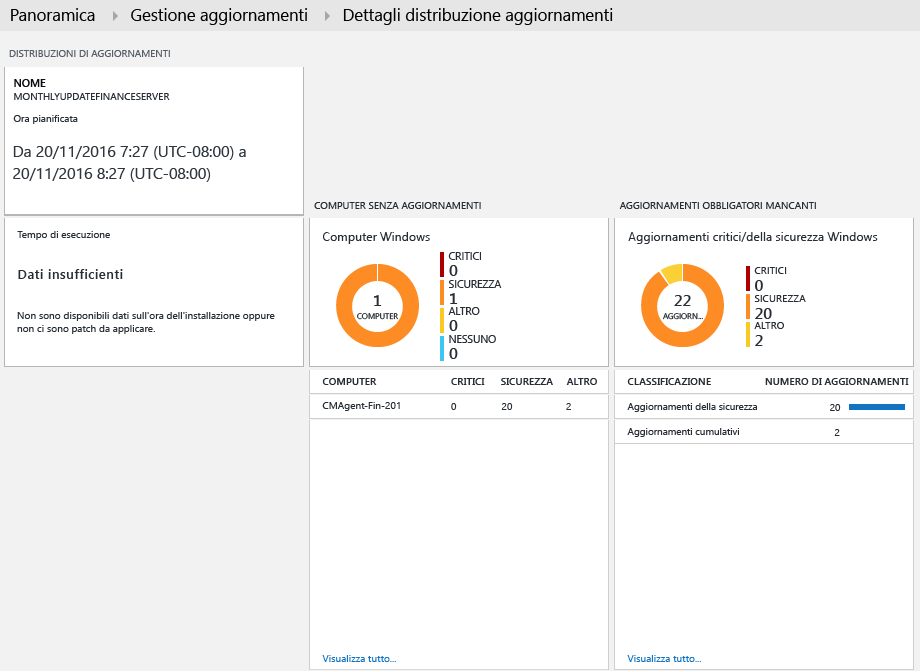 Panoramica Gestione aggiornamenti Dettagli distribuzione aggiornamenti
DISTRIBUZIONI DI AGGIORNAMENTI
NOME
MONTHLYUPDATEFINANCESERVER
Ora pianificata
Da 20/11/2016 7:27 (UTC-08:00) a
20/11/2016 8:27 (UTC-08:00)
Tempo di esecuzione
Dati insufficienti
Non sono disponibili dati sull'ora dell'installazione oppure
non ci sono patch da applicare.
COMPUTER SENZA AGGIORNAMENTI
Computer Windows
1
COMPUTER
CRITICI
0
SICUREZZA
1
ALTRO
0
NESSUNO
0
COMPUTER CRITICI SICUREZZA ALTRO
CMAgent-Fin-201 0 20 2
Visualizza tutto...
AGGIORNAMENTI OBBLIGATORI MANCANTI
Aggiornamenti critici/della sicurezza Windows
22
AGGIORN...
CRITICI
0
SICUREZZA
20
ALTRO
2
CLASSIFICAZIONE NUMERO DI AGGIORNAMENTI
Aggiornamenti della sicurezza 20
Aggiornamenti cumulativi 2
Visualizza tutto...